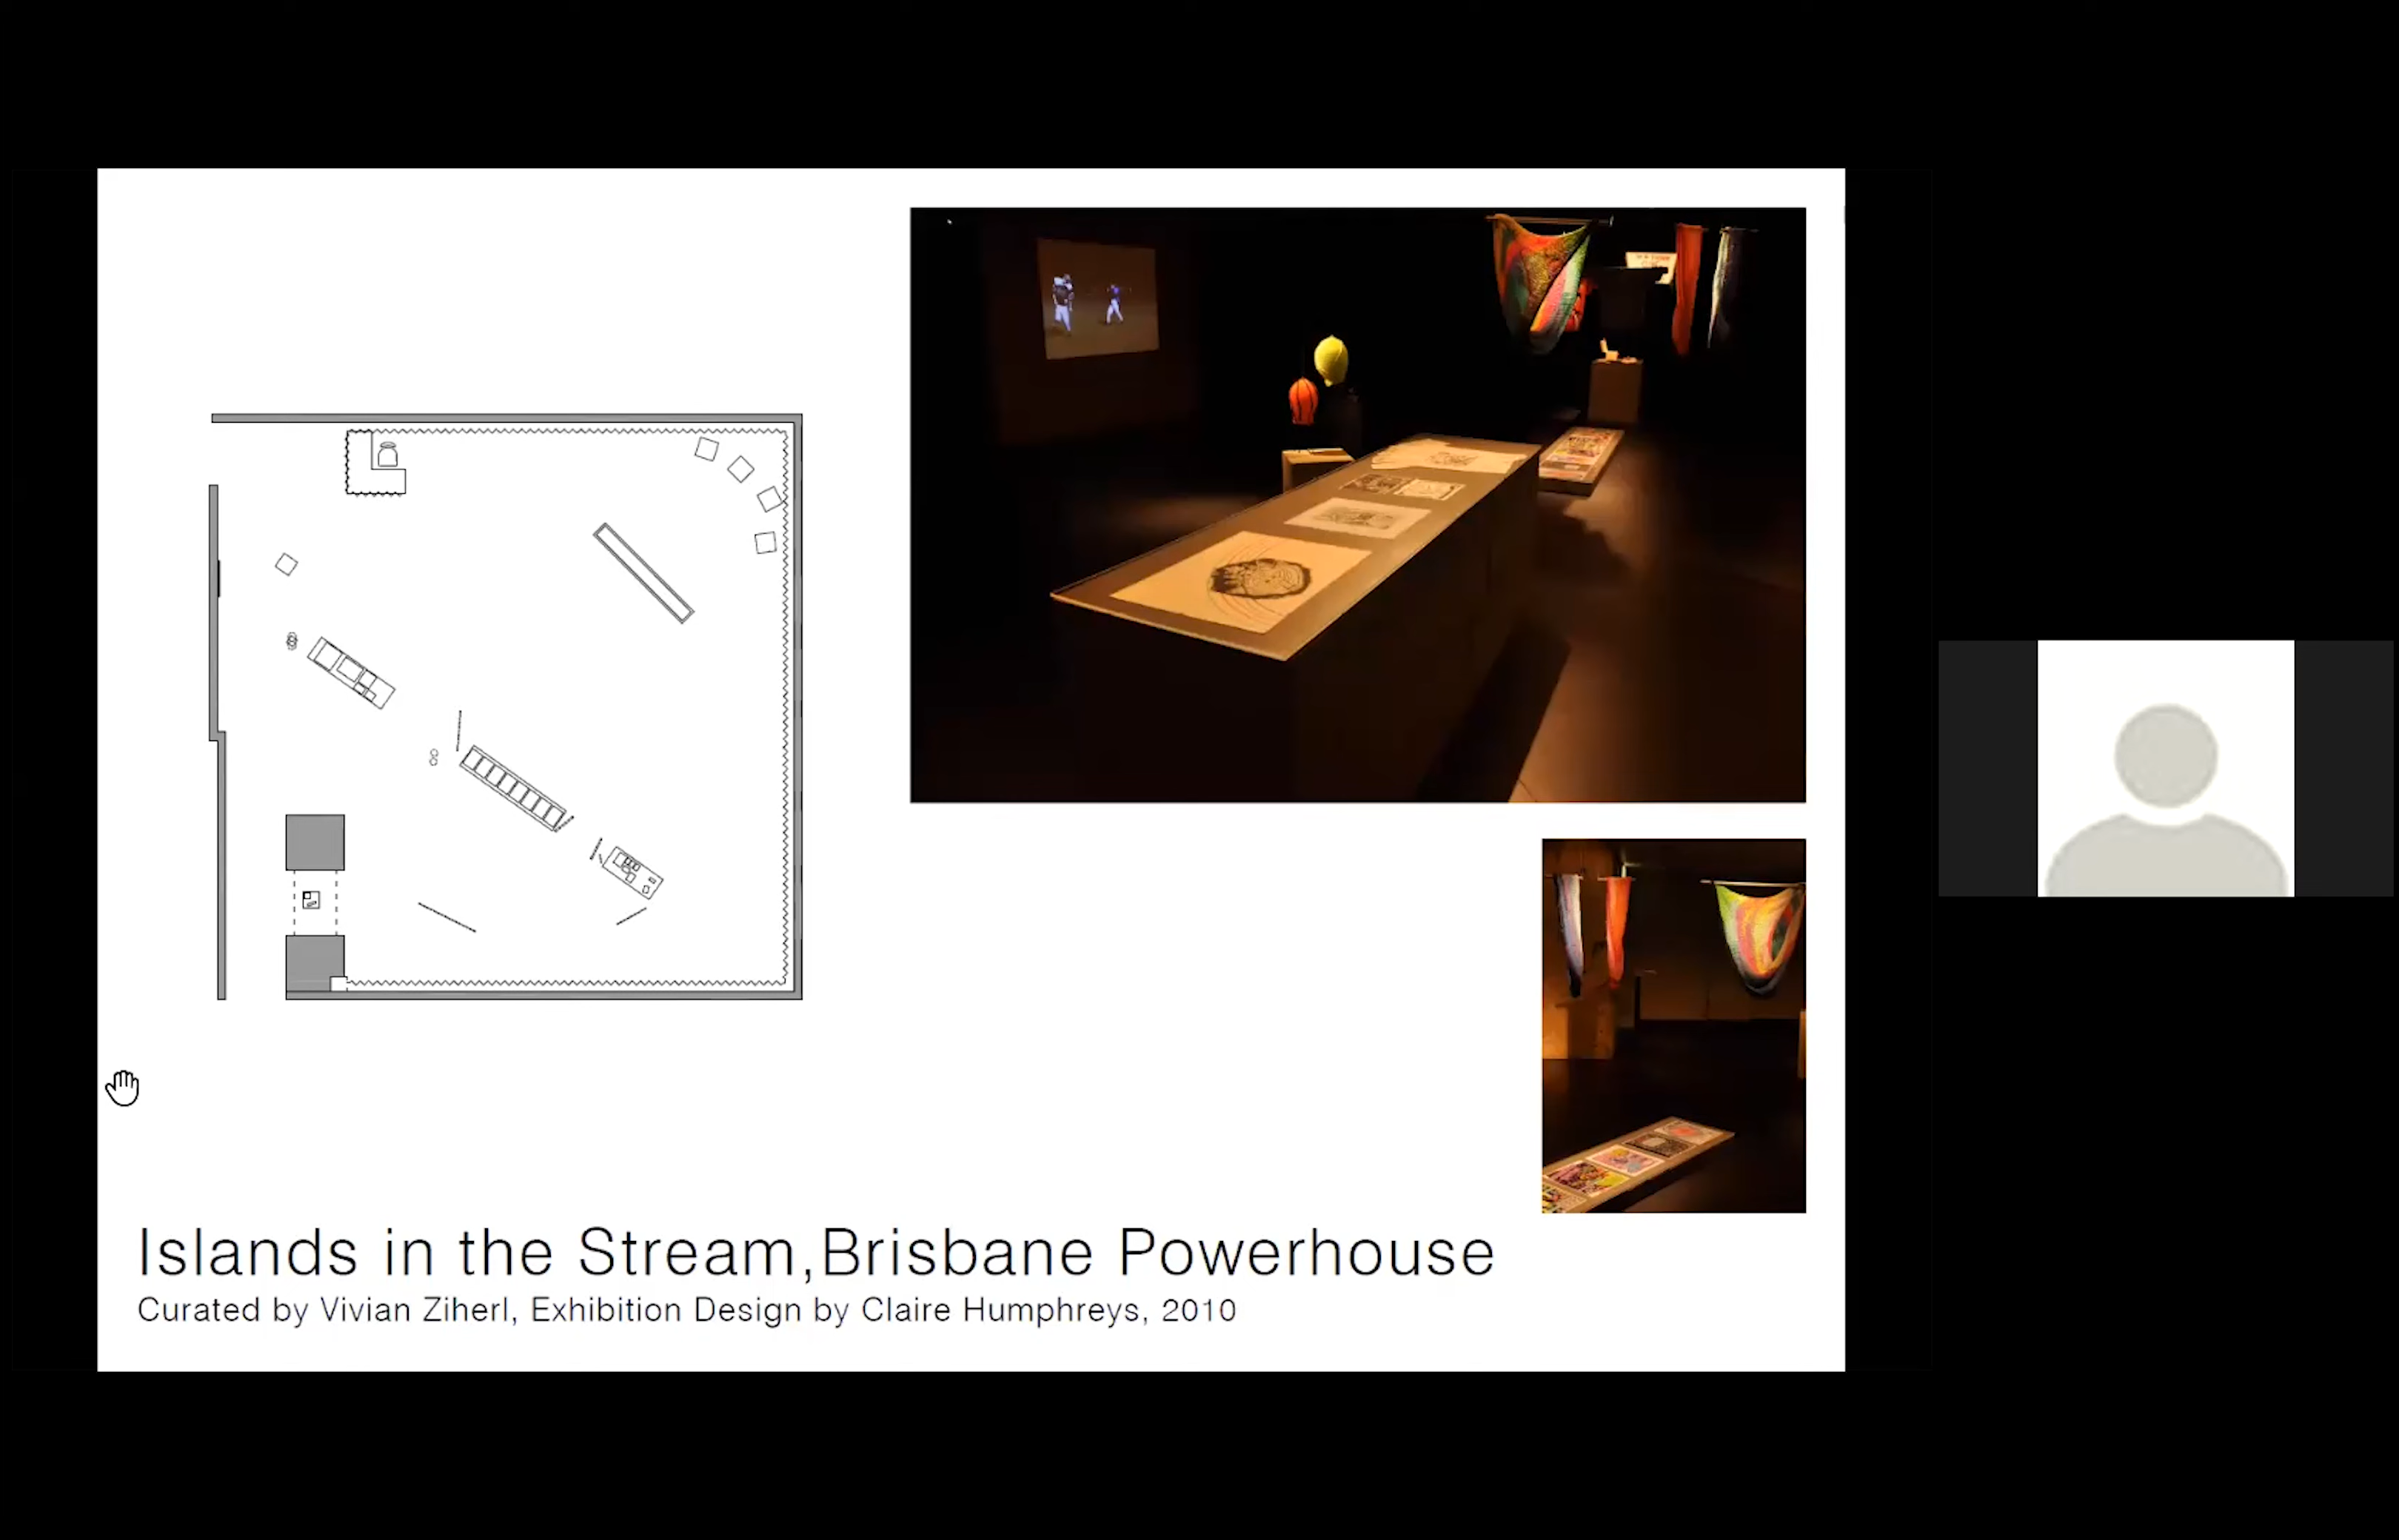 Islands in the Stream,Brisbane Powerhouse
Curated by Vivian Ziherl, Exhibition Design by Claire Humphreys, 2010